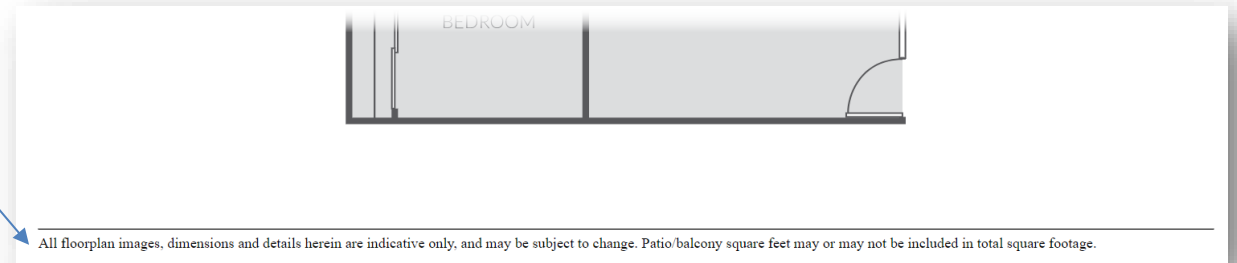 BEDROOM
All floorplan images, dimensions and details herein are indicative only, and may be subject to change. Patio/balcony square feet may or may not be included in total square footage.